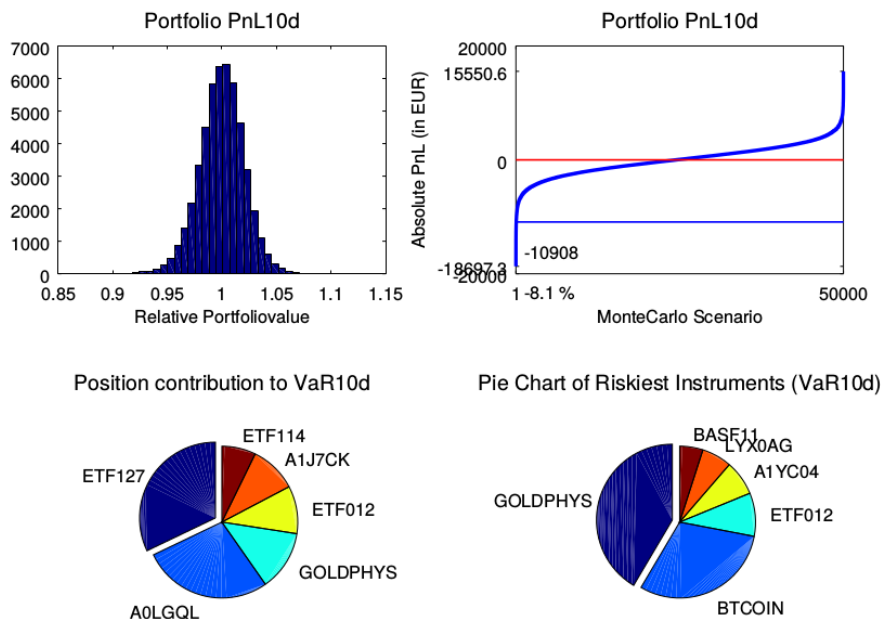 Portfolio PnL10d
7000
6000
5000
4000
3000
2000
1000
0
0.85 0.9 0.95 1 1.05 1.1 1.15
Relative Portfoliovalue
Portfolio PnL10d
20000
15550.6
0
-18697.3
-20000
Absolute PnL (in EUR)
-10908
1 -8.1 % 50000
MonteCarlo Scenario
Position contribution to VaR10d
ETF114
A1J7CK
ETF127
ETF012
GOLDPHYS
A0LGQL
Pie Chart of Riskiest Instruments (VaR10d)
BASF11
LYX0AG
A1YC04
GOLDPHYS
ETF012
BTCOIN